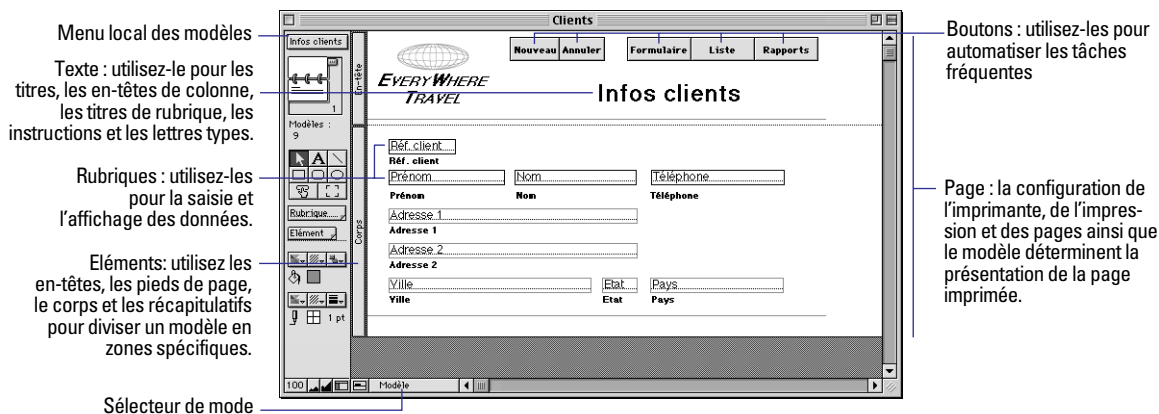 Menu local des modèles
Texte : utilisez-le pour les
titres, les en-têtes de colonne,
les titres de rubrique, les
instructions et les lettres types.
Rubriques : utilisez-les
pour la saisie et
l'affichage des données.
Eléments: utilisez les
en-têtes, les pieds de page,
le corps et les récapitulatifs
pour diviser un modèle en
zones spécifiques.
Sélecteur de mode
Clients
Infos clients
1
Modèles :
9
A
Rubrique
Elément
1 pt
En-tête
Corps
EVERYWHERE
TRAVEL
Nouveau Annuler Formulaire Liste Rapports
Infos clients
Réf. client
Réf. client
Prénom Nom Téléphone
Prénom Nom Téléphone
Adresse 1
Adresse 1
Adresse 2
Adresse 2
Ville Etat Pays
Ville Etat Pays
100 Modèle
Boutons : utilisez-les pour
automatiser les tâches
fréquentes
Page : la configuration de
l'imprimante, de l'impres-
sion et des pages ainsi que
le modèle déterminent la
présentation de la page
imprimée.